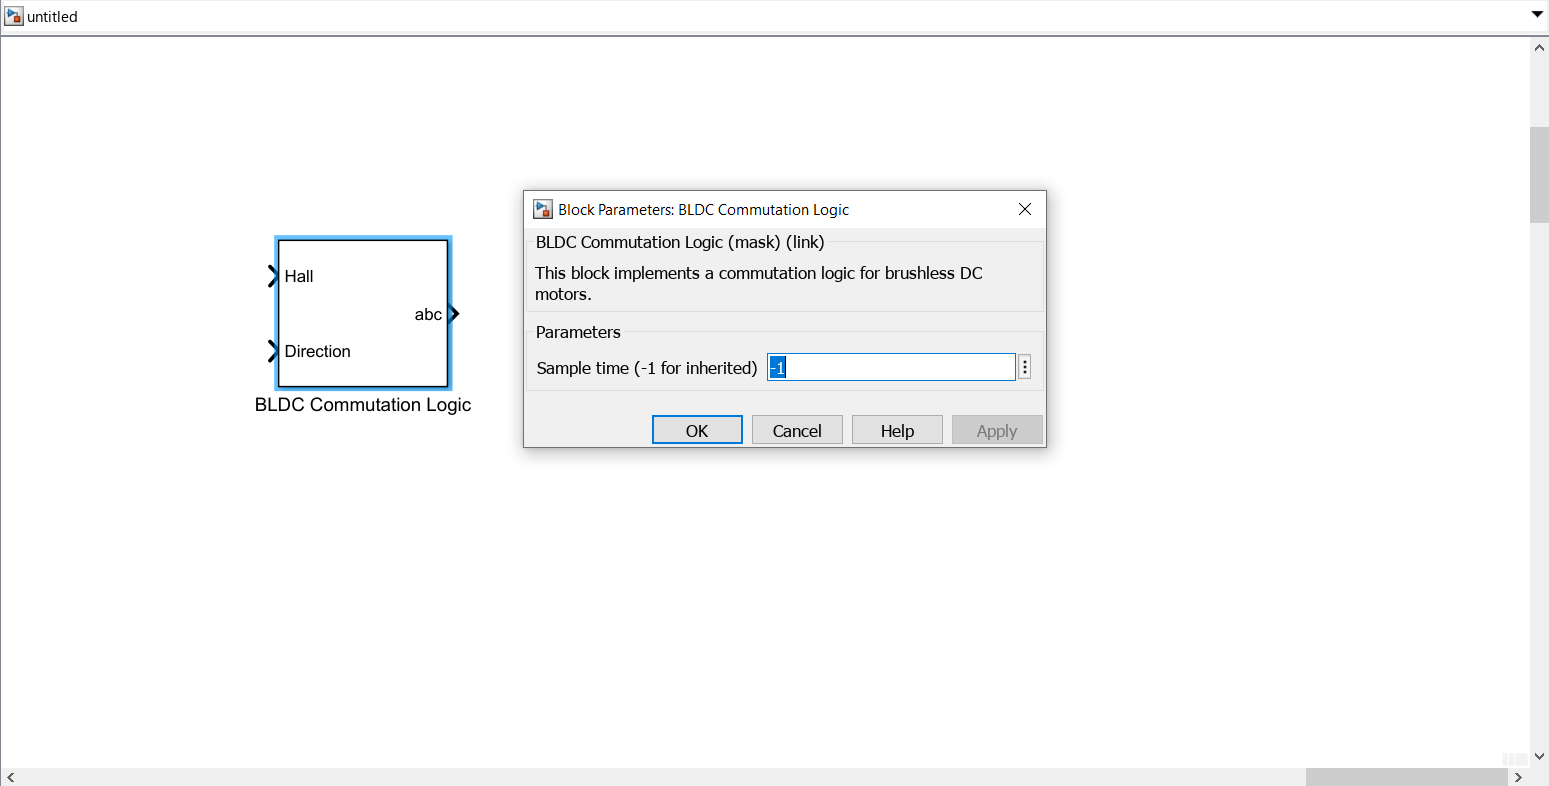 untitled
Block Parameters: BLDC Commutation Logic
BLDC Commutation Logic (mask) (link)
This block implements a commutation logic for brushless DC
motors.
Parameters
Sample time (-1 for inherited) -1
OK Cancel Help Apply
Hall
abc
Direction
BLDC Commutation Logic